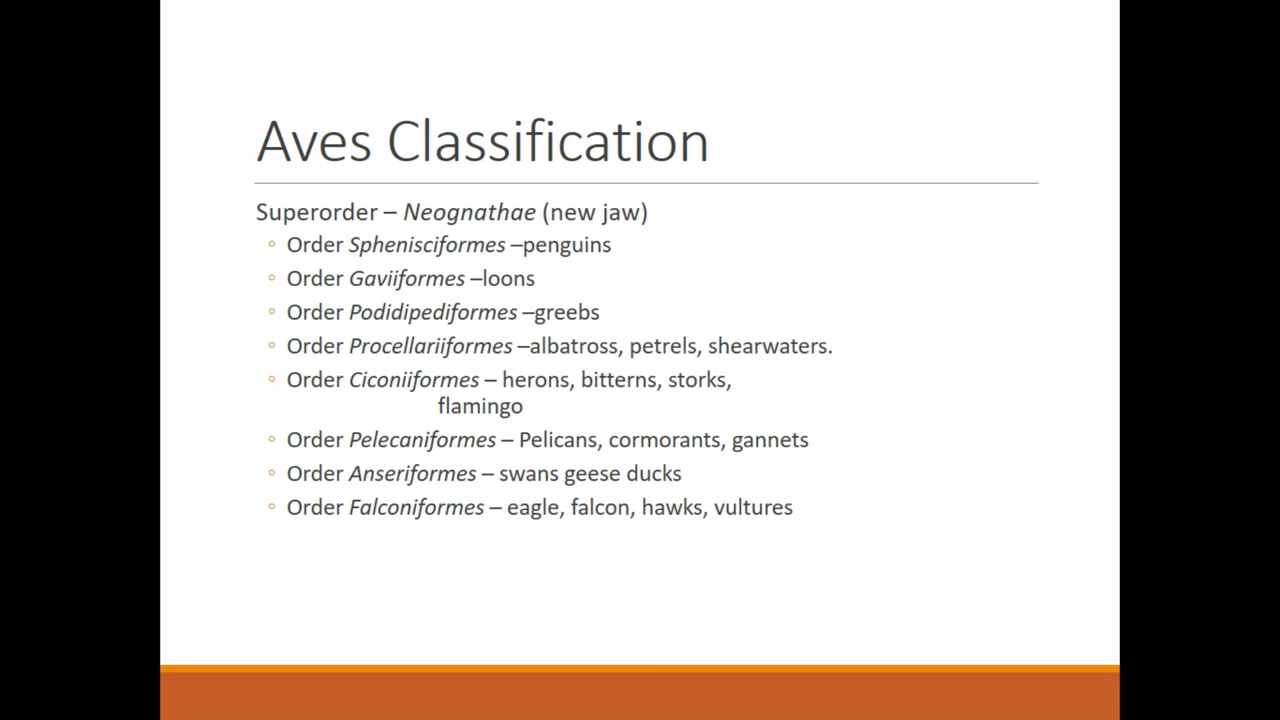 Aves Classification
Superorder – Neognathae (new jaw)
◦ Order Sphenisciformes –penguins
◦ Order Gaviiformes –loons
◦ Order Podidipediformes –greebs
◦ Order Procellariiformes –albatross, petrels, shearwaters.
◦ Order Ciconiiformes – herons, bitterns, storks,
flamingo
◦ Order Pelecaniformes – Pelicans, cormorants, gannets
◦ Order Anseriformes – swans geese ducks
◦ Order Falconiformes – eagle, falcon, hawks, vultures